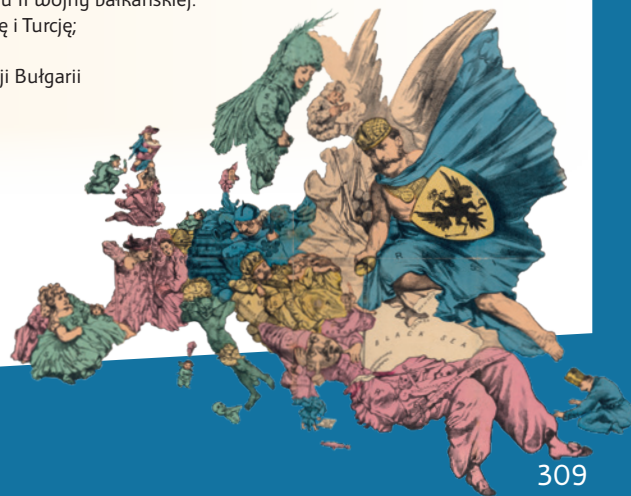 u II wojny bałkańskiej.
ę i Turcję;
ji Bułgarii
R U S
BLACK SEA
309